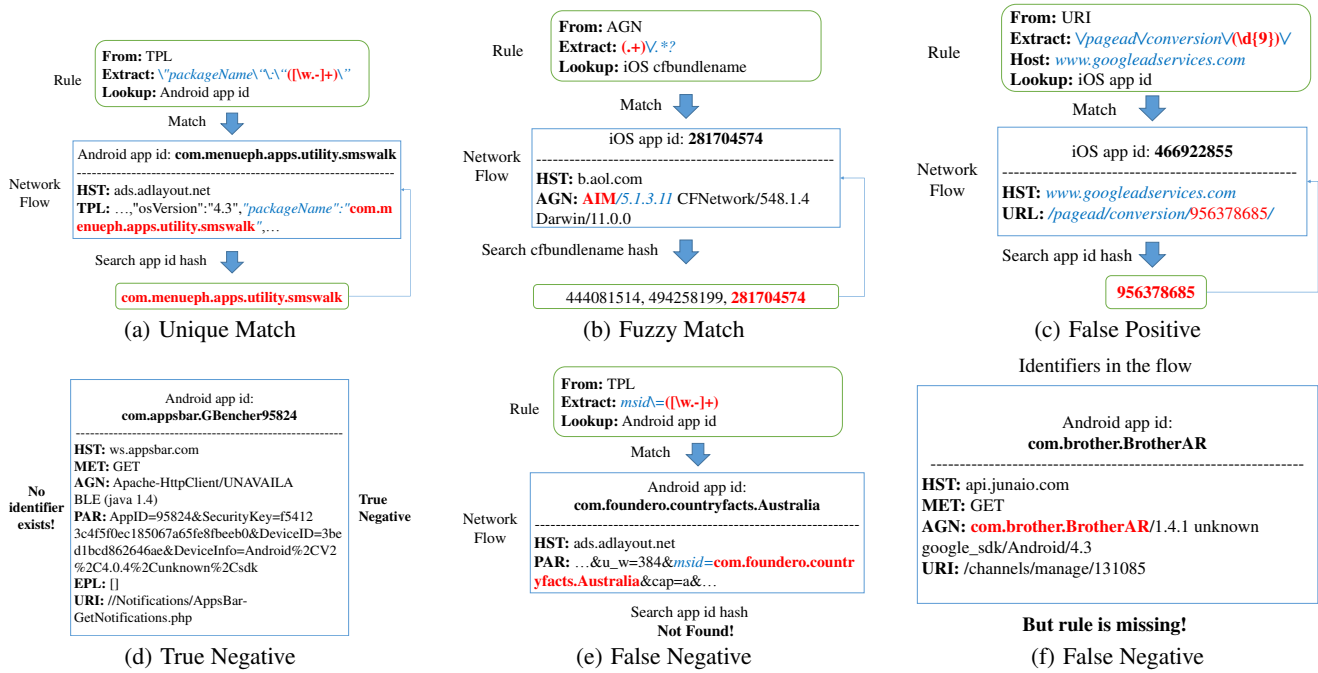 Rule
From: TPL
Extract: \"packageName\“\:\“([\w.-]+)\”
Lookup: Android app id
Match
Network
Flow
Android app id: com.menueph.apps.utility.smswalk
HST: ads.adlayout.net
TPL: …,"osVersion":"4.3","packageName":"com.m
enueph.apps.utility.smswalk",…
Search app id hash
com.menueph.apps.utility.smswalk
(a) Unique Match
Rule
From: AGN
Extract: (.+)\/.*?
Lookup: iOS cfbundlename
Match
Network
Flow
iOS app id: 281704574
HST: b.aol.com
AGN: AIM/5.1.3.11 CFNetwork/548.1.4
Darwin/11.0.0
Search cfbundlename hash
444081514, 494258199, 281704574
(b) Fuzzy Match
Rule
From: URI
Extract: \/pagead\/conversion\/(\d{9})\/
Host: www.googleadservices.com
Lookup: iOS app id
Match
Network
Flow
iOS app id: 466922855
HST: www.googleadservices.com
URL: /pagead/conversion/956378685/
Search app id hash
956378685
(c) False Positive
No
identifier
exists!
Android app id:
com.appsbar.GBencher95824
HST: ws.appsbar.com
MET: GET
AGN: Apache-HttpClient/UNAVAILA
BLE (java 1.4)
PAR: AppID=95824&SecurityKey=f5412
3c4f5f0ec185067a65fe8fbeeb0&DeviceID=3be
d1bcd862646ae&DeviceInfo=Android%2CV2
%2C4.0.4%2Cunknown%2Csdk
EPL: []
URI: //Notifications/AppsBar-
GetNotifications.php
True
Negative
(d) True Negative
Rule
From: TPL
Extract: msid\=([\w.-]+)
Lookup: Android app id
Match
Network
Flow
Android app id:
com.foundero.countryfacts.Australia
HST: ads.adlayout.net
PAR: …&u_w=384&msid=com.foundero.countr
yfacts.Australia&cap=a&…
Search app id hash
Not Found!
(e) False Negative
Identifiers in the flow
Android app id:
com.brother.BrotherAR
HST: api.junaio.com
MET: GET
AGN: com.brother.BrotherAR/1.4.1 unknown
google_sdk/Android/4.3
URI: /channels/manage/131085
But rule is missing!
(f) False Negative